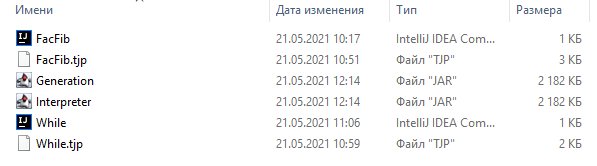 Имени Дата изменения Тип Размера
FacFib 21.05.2021 10:17 IntelliJ IDEA Com... 1 КБ
FacFib.tjp 21.05.2021 10:51 Файл "TJP" 3 КБ
Generation 21.05.2021 12:14 Файл "JAR" 2 182 КБ
Interpreter 21.05.2021 12:14 Файл "JAR" 2 182 КБ
While 21.05.2021 11:06 IntelliJ IDEA Com... 1 КБ
While.tjp 21.05.2021 10:59 Файл "TJP" 2 КБ